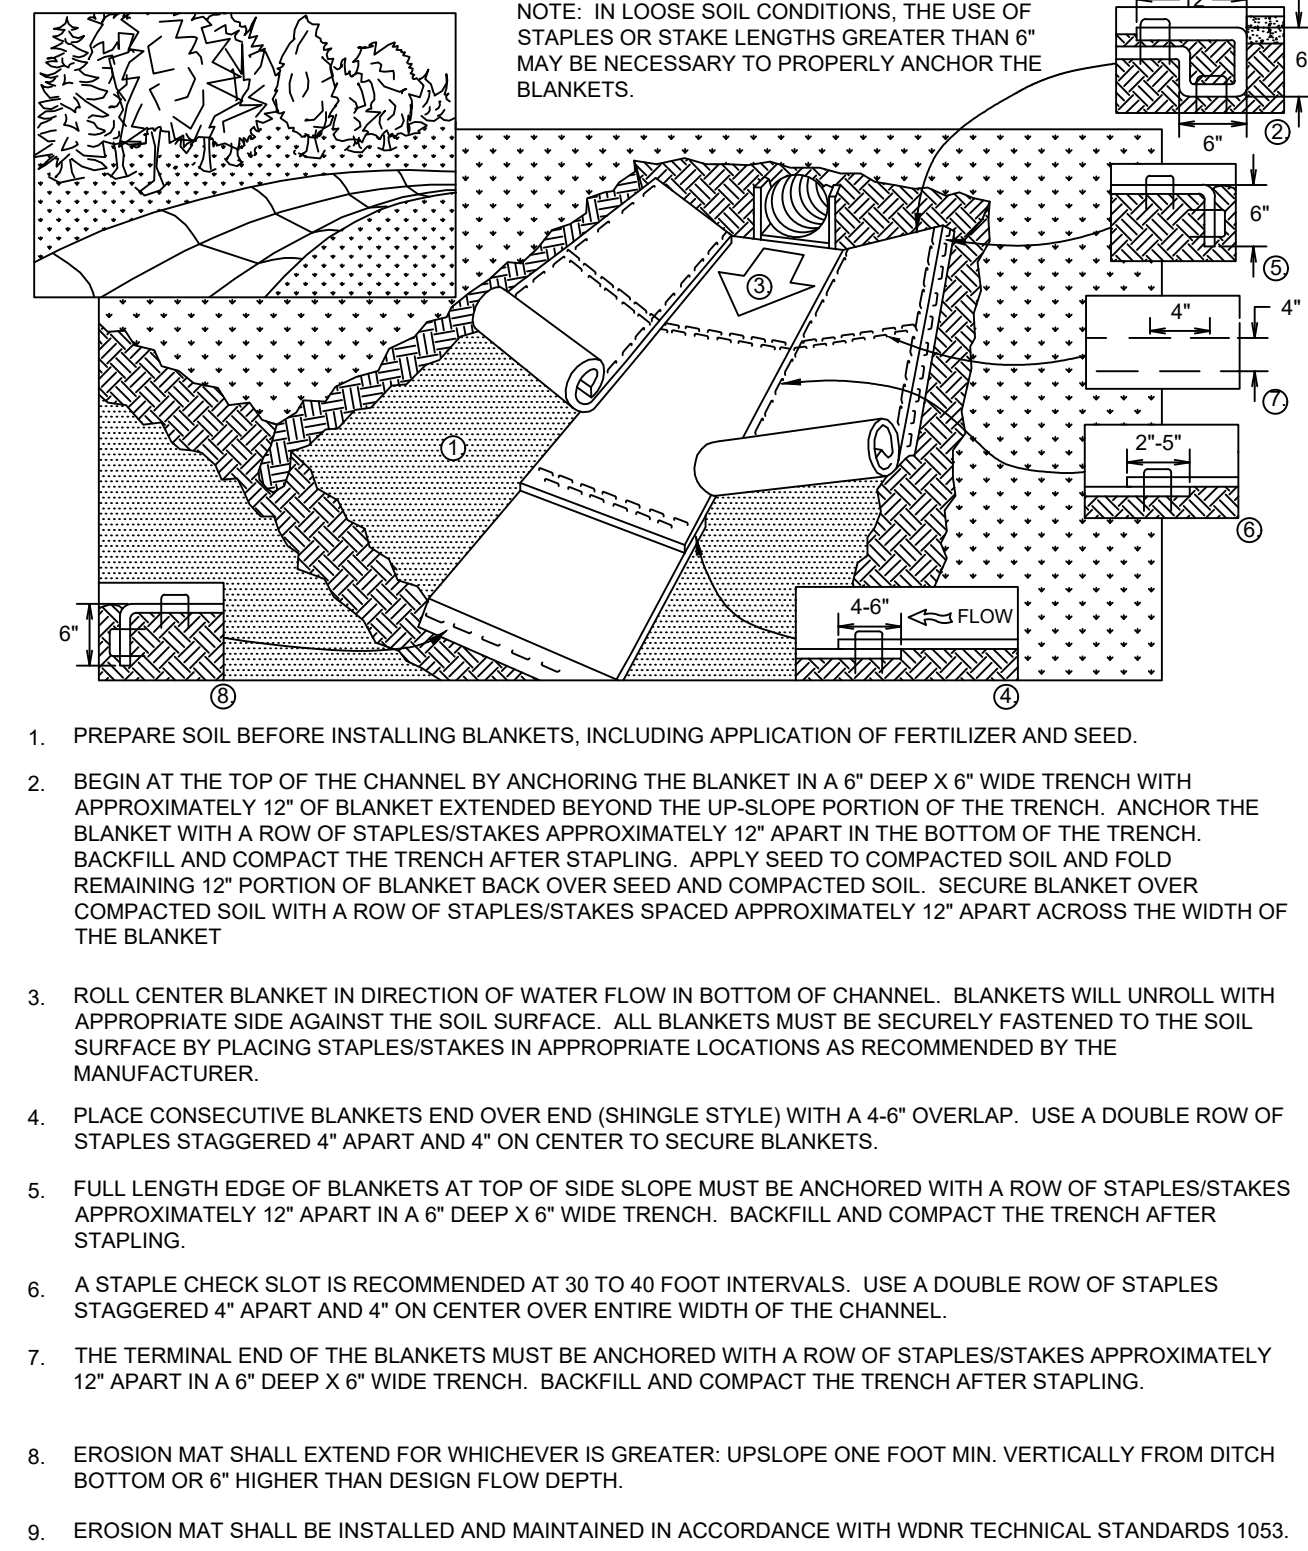 NOTE: IN LOOSE SOIL CONDITIONS, THE USE OF
STAPLES OR STAKE LENGTHS GREATER THAN 6"
MAY BE NECESSARY TO PROPERLY ANCHOR THE
BLANKETS.
6
6"
2.
6"
5.
3.
4"
4"
7.
1
2"-5"
6.
4-6"
FLOW
4.
6"
8.
1. PREPARE SOIL BEFORE INSTALLING BLANKETS, INCLUDING APPLICATION OF FERTILIZER AND SEED.
2. BEGIN AT THE TOP OF THE CHANNEL BY ANCHORING THE BLANKET IN A 6" DEEP X 6" WIDE TRENCH WITH
APPROXIMATELY 12" OF BLANKET EXTENDED BEYOND THE UP-SLOPE PORTION OF THE TRENCH. ANCHOR THE
BLANKET WITH A ROW OF STAPLES/STAKES APPROXIMATELY 12" APART IN THE BOTTOM OF THE TRENCH.
BACKFILL AND COMPACT THE TRENCH AFTER STAPLING. APPLY SEED TO COMPACTED SOIL AND FOLD
REMAINING 12" PORTION OF BLANKET BACK OVER SEED AND COMPACTED SOIL. SECURE BLANKET OVER
COMPACTED SOIL WITH A ROW OF STAPLES/STAKES SPACED APPROXIMATELY 12" APART ACROSS THE WIDTH OF
THE BLANKET
3. ROLL CENTER BLANKET IN DIRECTION OF WATER FLOW IN BOTTOM OF CHANNEL. BLANKETS WILL UNROLL WITH
APPROPRIATE SIDE AGAINST THE SOIL SURFACE. ALL BLANKETS MUST BE SECURELY FASTENED TO THE SOIL
SURFACE BY PLACING STAPLES/STAKES IN APPROPRIATE LOCATIONS AS RECOMMENDED BY THE
MANUFACTURER.
4. PLACE CONSECUTIVE BLANKETS END OVER END (SHINGLE STYLE) WITH A 4-6" OVERLAP. USE A DOUBLE ROW OF
STAPLES STAGGERED 4" APART AND 4" ON CENTER TO SECURE BLANKETS.
5. FULL LENGTH EDGE OF BLANKETS AT TOP OF SIDE SLOPE MUST BE ANCHORED WITH A ROW OF STAPLES/STAKES
APPROXIMATELY 12" APART IN A 6" DEEP X 6" WIDE TRENCH. BACKFILL AND COMPACT THE TRENCH AFTER
STAPLING.
6. A STAPLE CHECK SLOT IS RECOMMENDED AT 30 TO 40 FOOT INTERVALS. USE A DOUBLE ROW OF STAPLES
STAGGERED 4" APART AND 4" ON CENTER OVER ENTIRE WIDTH OF THE CHANNEL.
7. THE TERMINAL END OF THE BLANKETS MUST BE ANCHORED WITH A ROW OF STAPLES/STAKES APPROXIMATELY
12" APART IN A 6" DEEP X 6" WIDE TRENCH. BACKFILL AND COMPACT THE TRENCH AFTER STAPLING.
8. EROSION MAT SHALL EXTEND FOR WHICHEVER IS GREATER: UPSLOPE ONE FOOT MIN. VERTICALLY FROM DITCH
BOTTOM OR 6" HIGHER THAN DESIGN FLOW DEPTH.
9. EROSION MAT SHALL BE INSTALLED AND MAINTAINED IN ACCORDANCE WITH WDNR TECHNICAL STANDARDS 1053.